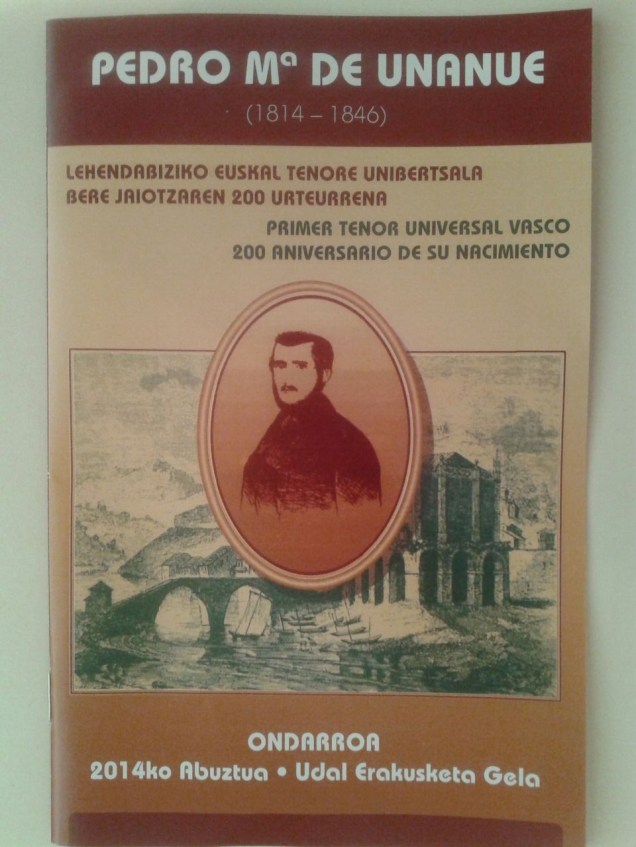 PEDRO Mª DE UNANUE
(1814 – 1846)
LEHENDABIZIKO EUSKAL TENORE UNIBERTSALA
BERE JAIOTZAREN 200 URTEURRENA
PRIMER TENOR UNIVERSAL VASCO
200 ANIVERSARIO DE SU NACIMIENTO
ONDARROA
2014ko Abuztua • Udal Erakusketa Gela